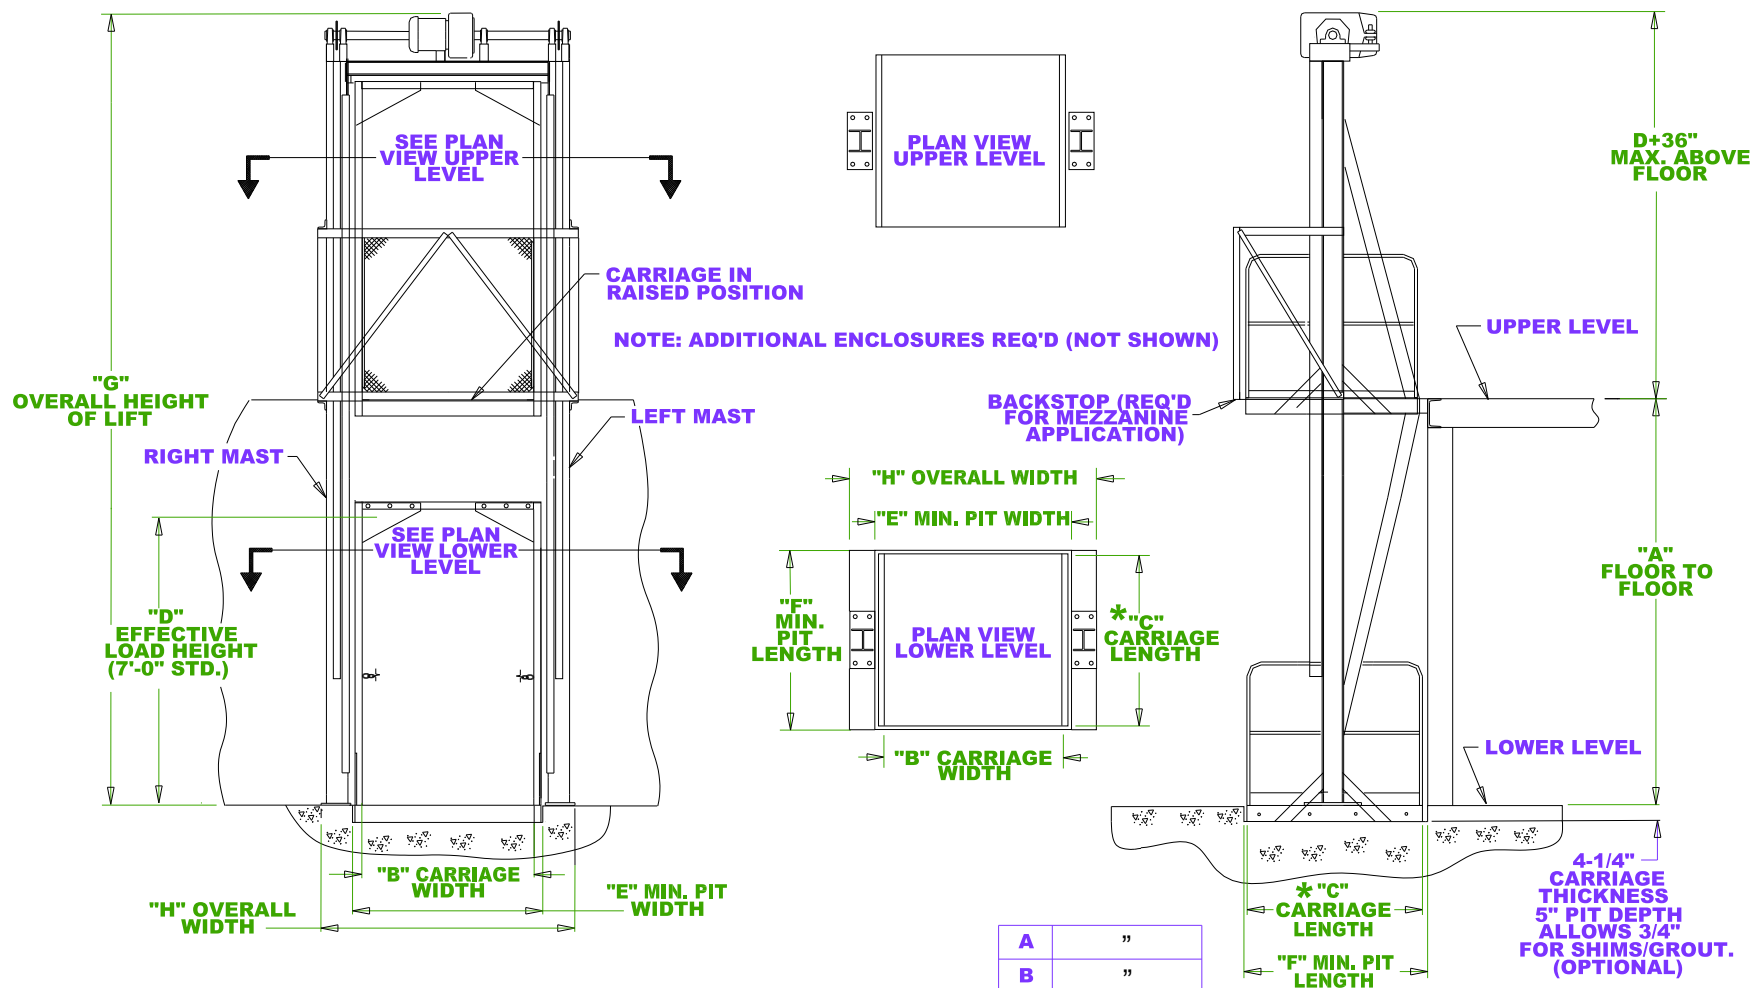 SEE PLAN
VIEW UPPER
LEVEL
PLAN VIEW
UPPER LEVEL
D+36"
MAX. ABOVE
FLOOR
CARRIAGE IN
RAISED POSITION
NOTE: ADDITIONAL ENCLOSURES REQ'D (NOT SHOWN)
UPPER LEVEL
"G"
OVERALL HEIGHT
OF LIFT
BACKSTOP (REQ'D
FOR MEZZANINE
APPLICATION)
LEFT MAST
RIGHT MAST
"H" OVERALL WIDTH
"E" MIN. PIT WIDTH
SEE PLAN
VIEW LOWER
LEVEL
"A"
FLOOR TO
FLOOR
"D"
EFFECTIVE
LOAD HEIGHT
(7'-0" STD.)
"F"
MIN.
PIT
LENGTH
PLAN VIEW
LOWER LEVEL
* "C"
CARRIAGE
LENGTH
"B" CARRIAGE
WIDTH
LOWER LEVEL
"B" CARRIAGE
WIDTH
"E" MIN. PIT
WIDTH
"H" OVERALL
WIDTH
* "C"
CARRIAGE
LENGTH
"F" MIN. PIT
LENGTH
4-1/4"
CARRIAGE
THICKNESS
5" PIT DEPTH
ALLOWS 3/4"
FOR SHIMS/GROUT.
(OPTIONAL)
A ”
B ”